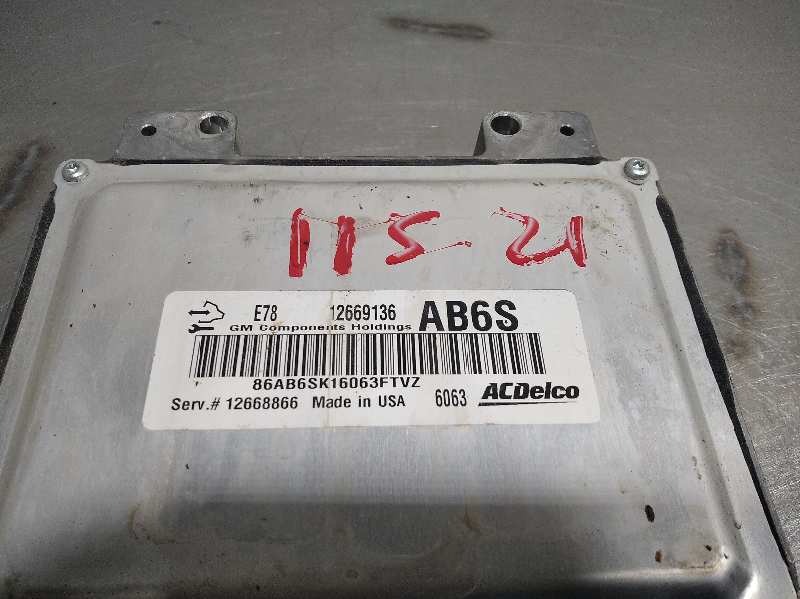 115 21
E78 12669136 AB6S
GM Components Holdings
86AB6SK16063FTVZ
Serv.# 12668866 Made in USA 6063 ACDelco